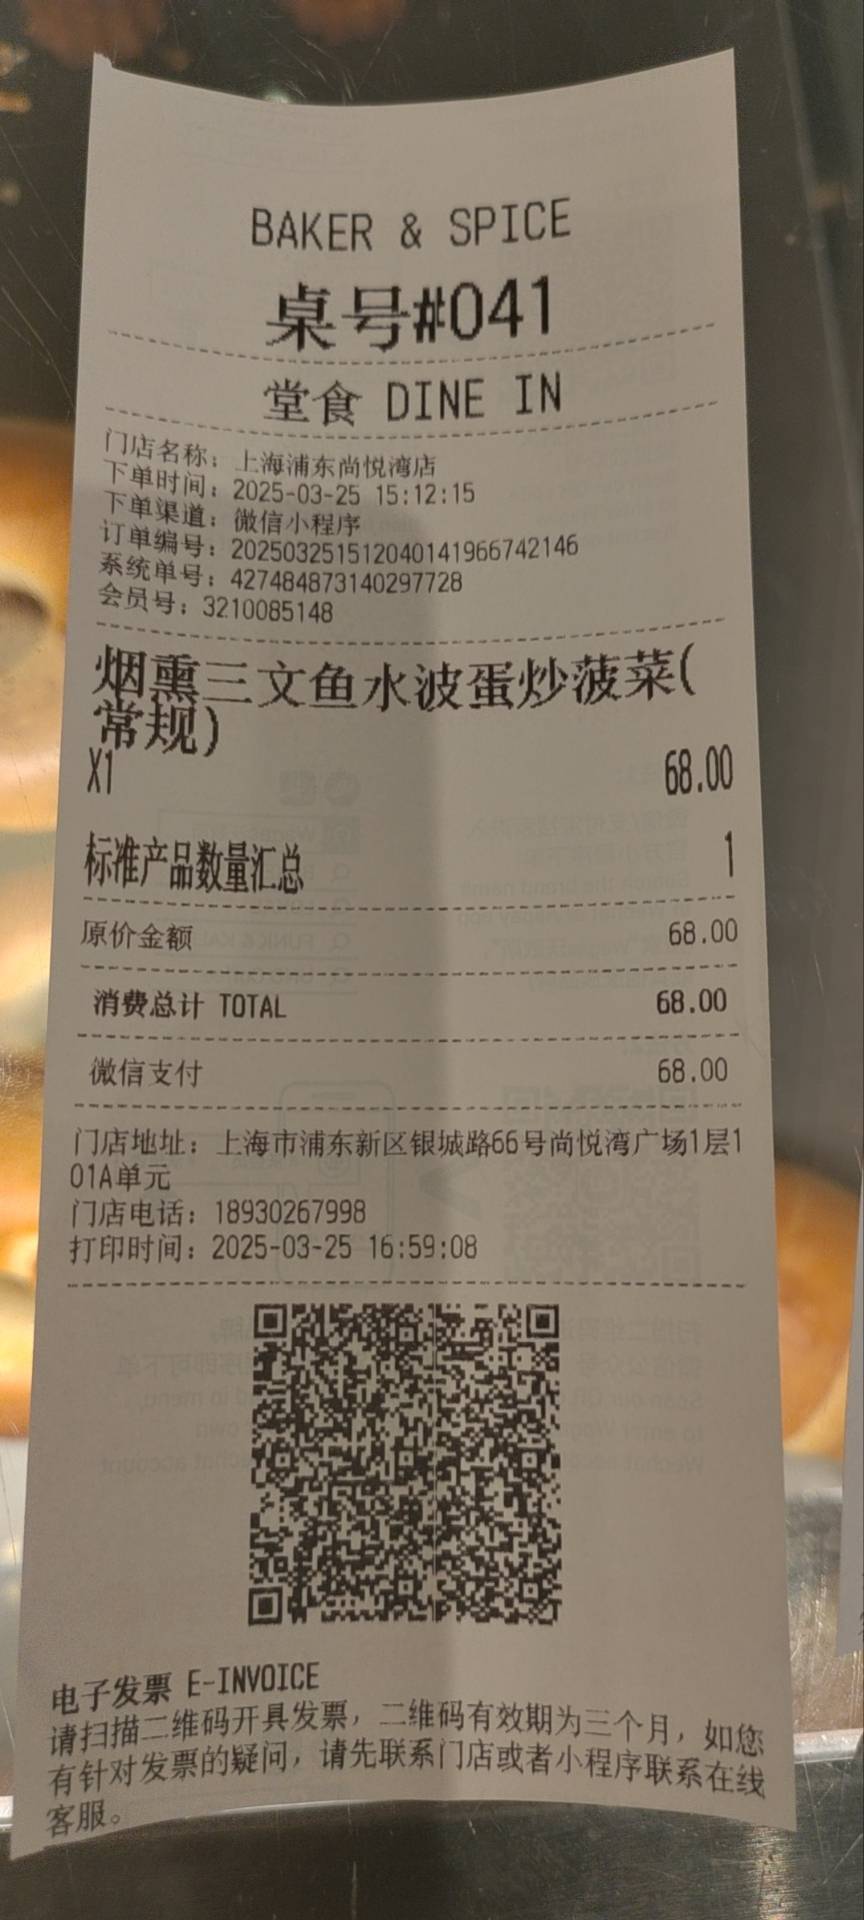 BAKER & SPICE
桌号#041
堂食 DINE IN
门店名称：上海浦东尚悦湾店
下单时间：2025-03-25 15:12:15
下单渠道：微信小程序
订单编号：20250325151204014196674​2146
系统单号：427484873140297728
会员号：3210085148
烟熏三文鱼水波蛋炒菠菜(
常规)
X1 68.00
标准产品数量汇总 1
原价金额 68.00
消费总计 TOTAL 68.00
微信支付 68.00
门店地址：上海市浦东新区银城路66号尚悦湾广场1层1
01A单元
门店电话：18930267998
打印时间：2025-03-25 16:59:08
电子发票 E-INVOICE
请扫描二维码开具发票，二维码有效期为三个月，如您
有针对发票的疑问，请先联系门店或者小程序联系在线
客服。